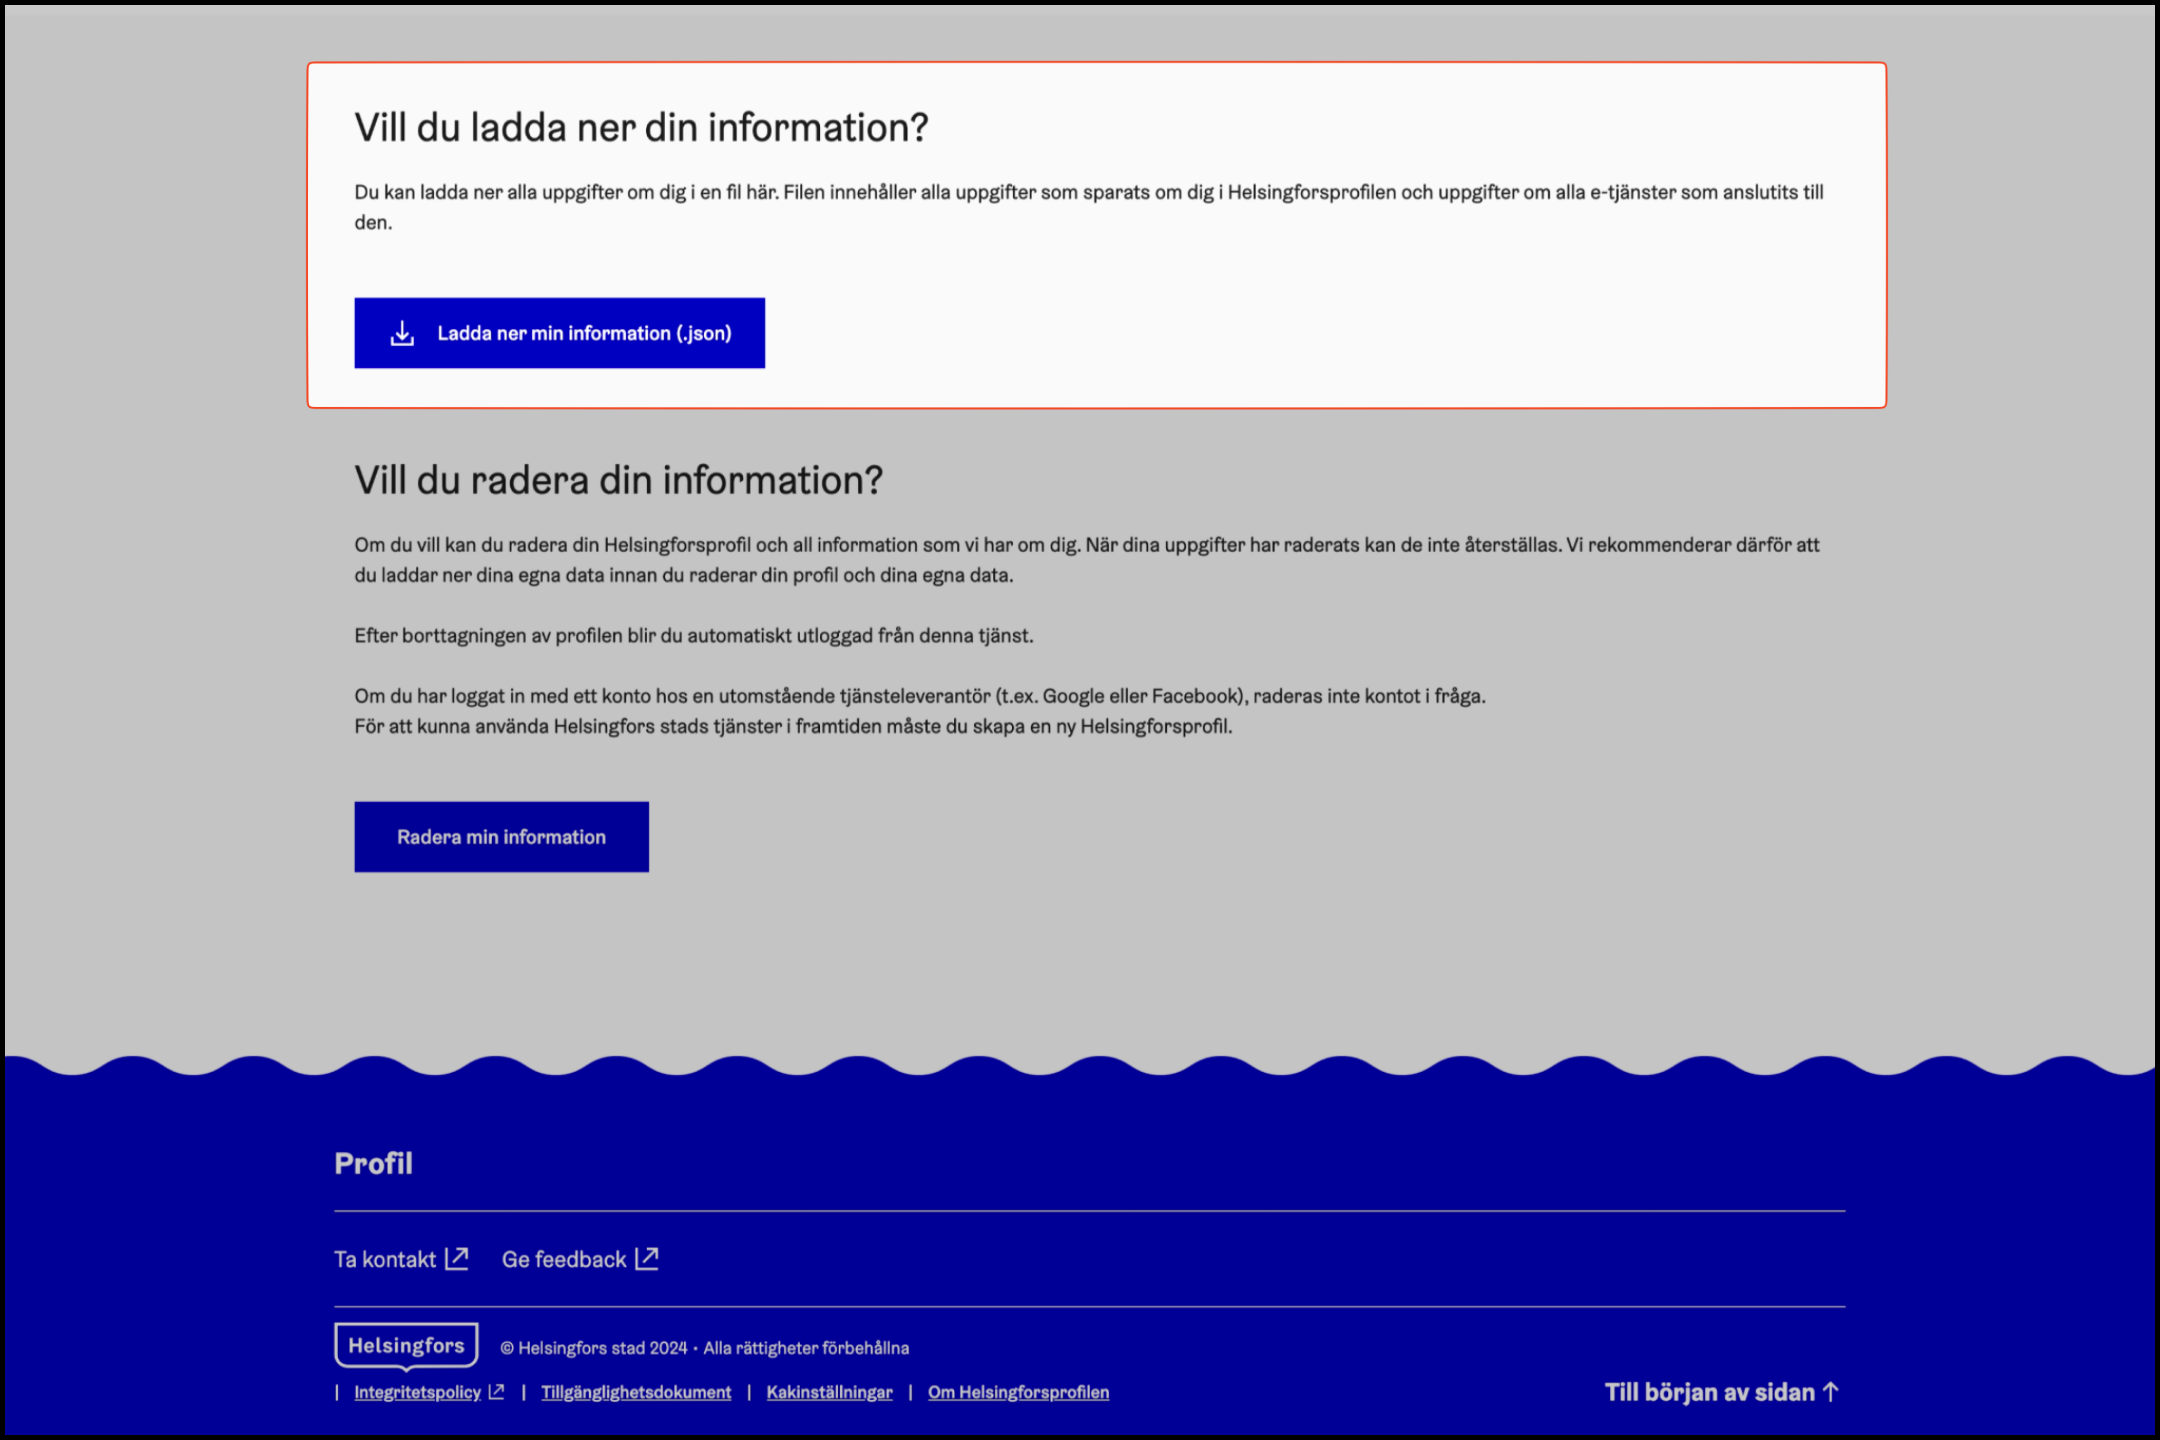 Vill du ladda ner din information?
Du kan ladda ner alla uppgifter om dig i en fil här. Filen innehåller alla uppgifter som sparats om dig i Helsingforsprofilen och uppgifter om alla e-tjänster som anslutits till
den.
Ladda ner min information (.json)
Vill du radera din information?
Om du vill kan du radera din Helsingforsprofil och all information som vi har om dig. När dina uppgifter har raderats kan de inte återställas. Vi rekommenderar därför att
du laddar ner dina egna data innan du raderar din profil och dina egna data.
Efter borttagningen av profilen blir du automatiskt utloggad från denna tjänst.
Om du har loggat in med ett konto hos en utomstående tjänsteleverantör (t.ex. Google eller Facebook), raderas inte kontot i fråga.
För att kunna använda Helsingfors stads tjänster i framtiden måste du skapa en ny Helsingforsprofil.
Radera min information
Profil
Ta kontakt Ge feedback
Helsingfors © Helsingfors stad 2024 • Alla rättigheter förbehållna
| Integritetspolicy | Tillgänglighetsdokument | Kakinställningar | Om Helsingforsprofilen
Till början av sidan ↑